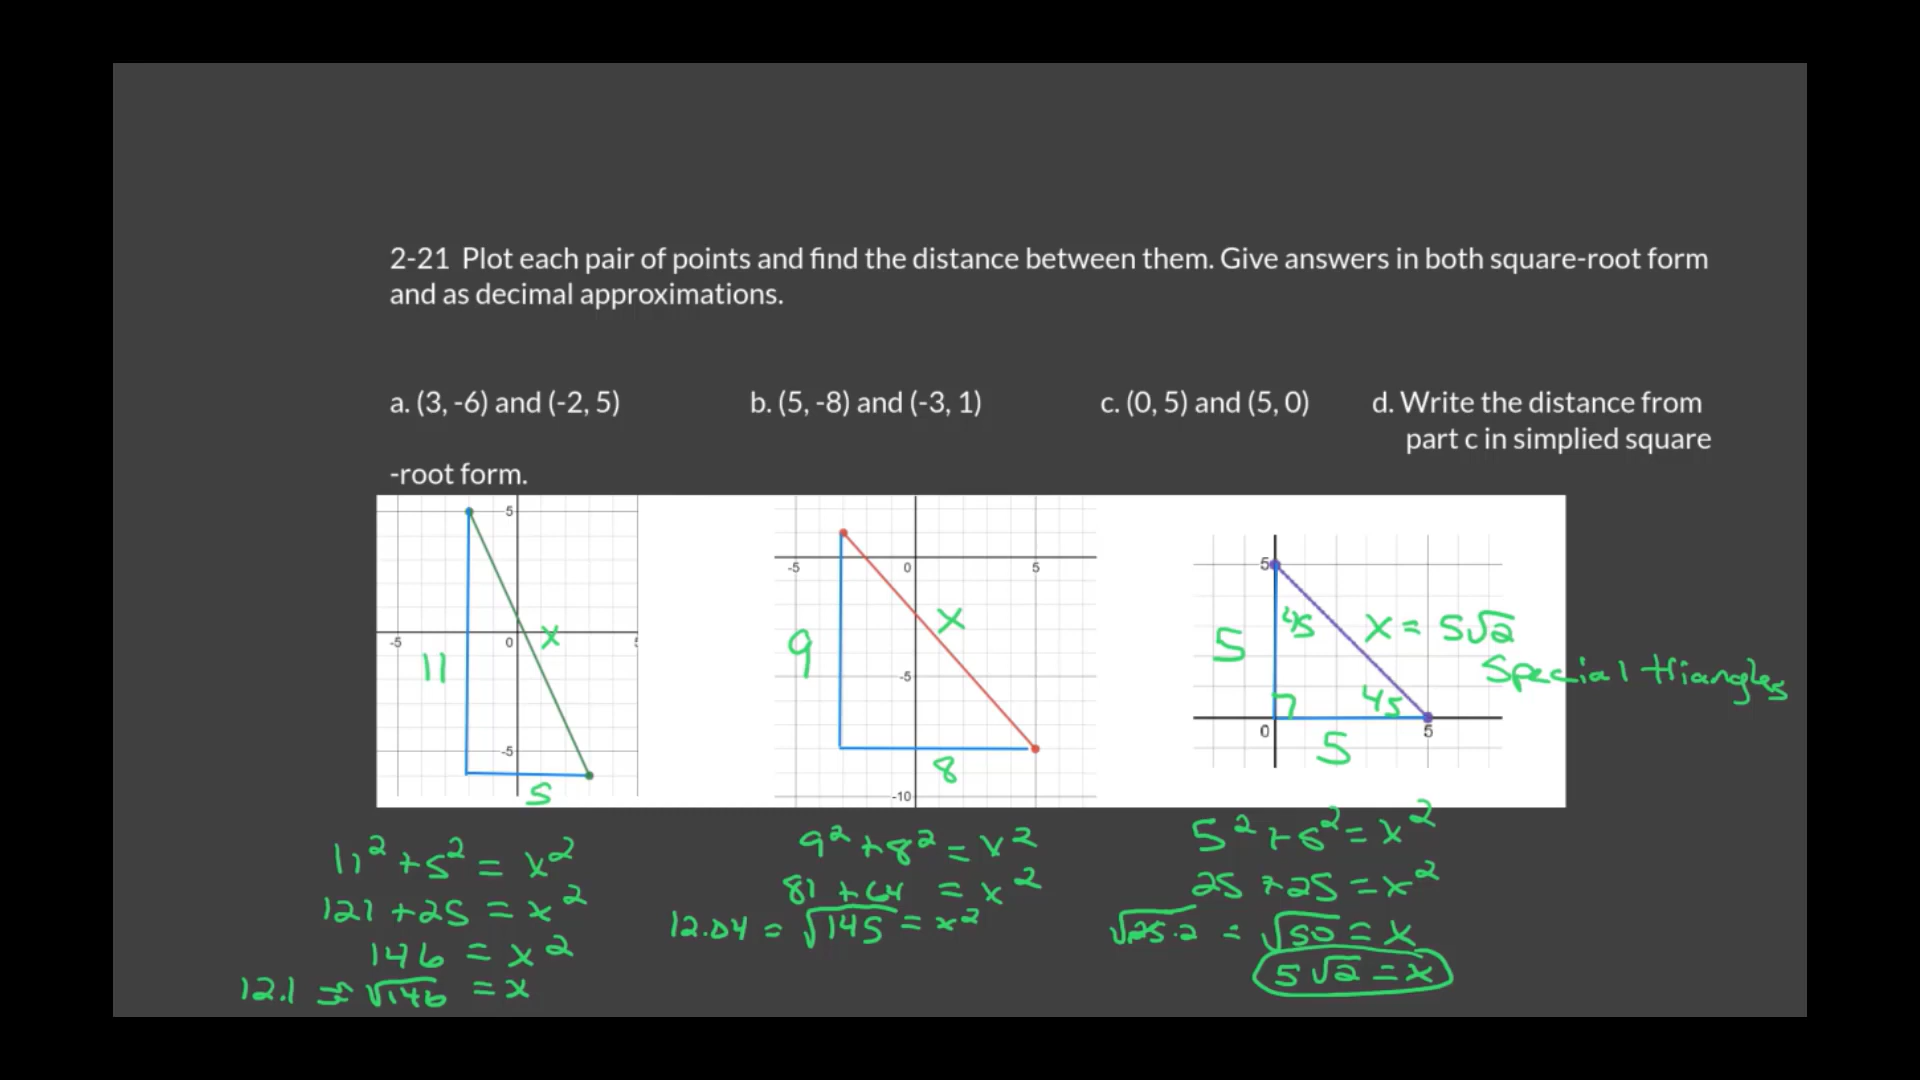 2-21 Plot each pair of points and find the distance between them. Give answers in both square-root form
and as decimal approximations.
a. (3, -6) and (-2, 5)
b. (5, -8) and (-3, 1)
c. (0, 5) and (5, 0)
d. Write the distance from
part c in simplied square
-root form.
5
-5
0
5
-5
11
x
5
-5
0
5
-5
-10
9
x
8
5
0
5
5
45
45
5
x = 5√2
Special triangles
11² + 5² = x²
121 + 25 = x²
146 = x²
12.1 ≈ √146 = x
9² + 8² = x²
81 + 64 = x²
12.04 = √145 = x²
5² + 5² = x²
25 + 25 = x²
√25·2 = √50 = x
5√2 = x